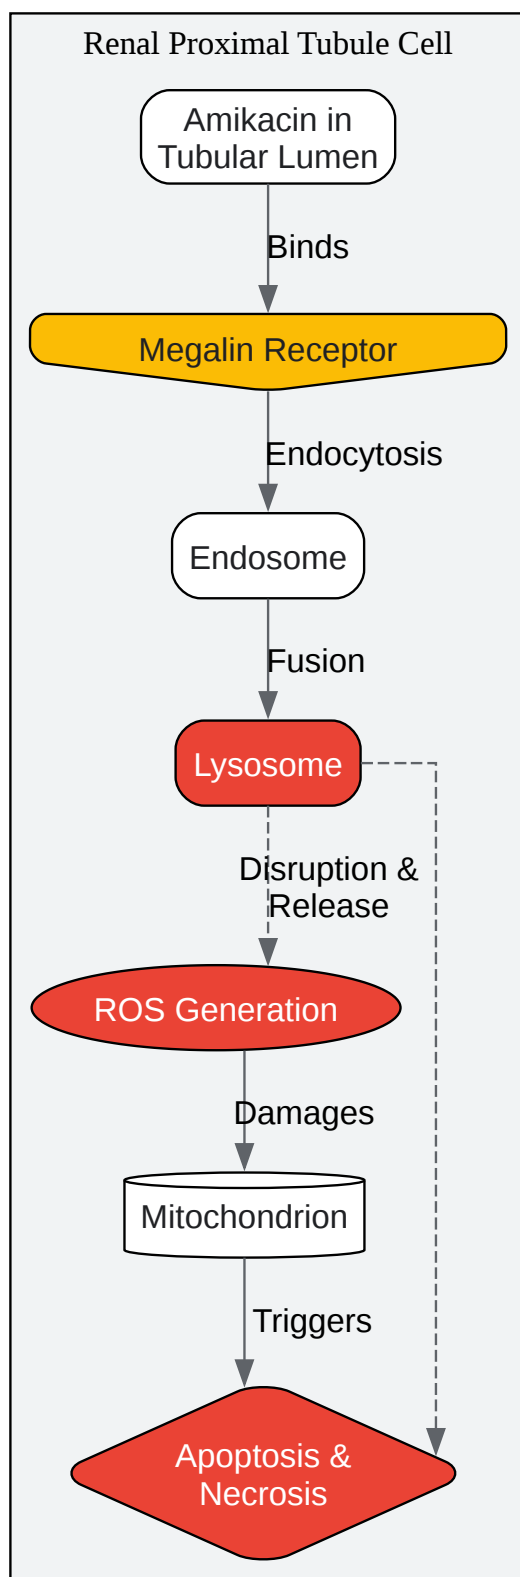 Renal Proximal Tubule Cell
Amikacin in
Tubular Lumen
Binds
Megalin Receptor
Endocytosis
Endosome
Fusion
Lysosome
Disruption &
Release
ROS Generation
Damages
Mitochondrion
Triggers
Apoptosis &
Necrosis